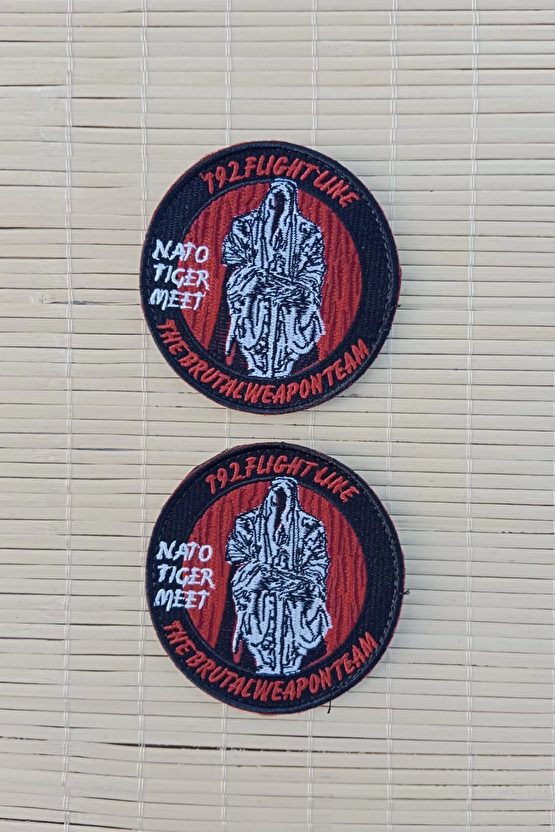 192.FLIGHT LINE
NATO
TIGER
MEET
THE BRUTAL WEAPON TEAM
192.FLIGHT LINE
NATO
TIGER
MEET
THE BRUTAL WEAPON TEAM